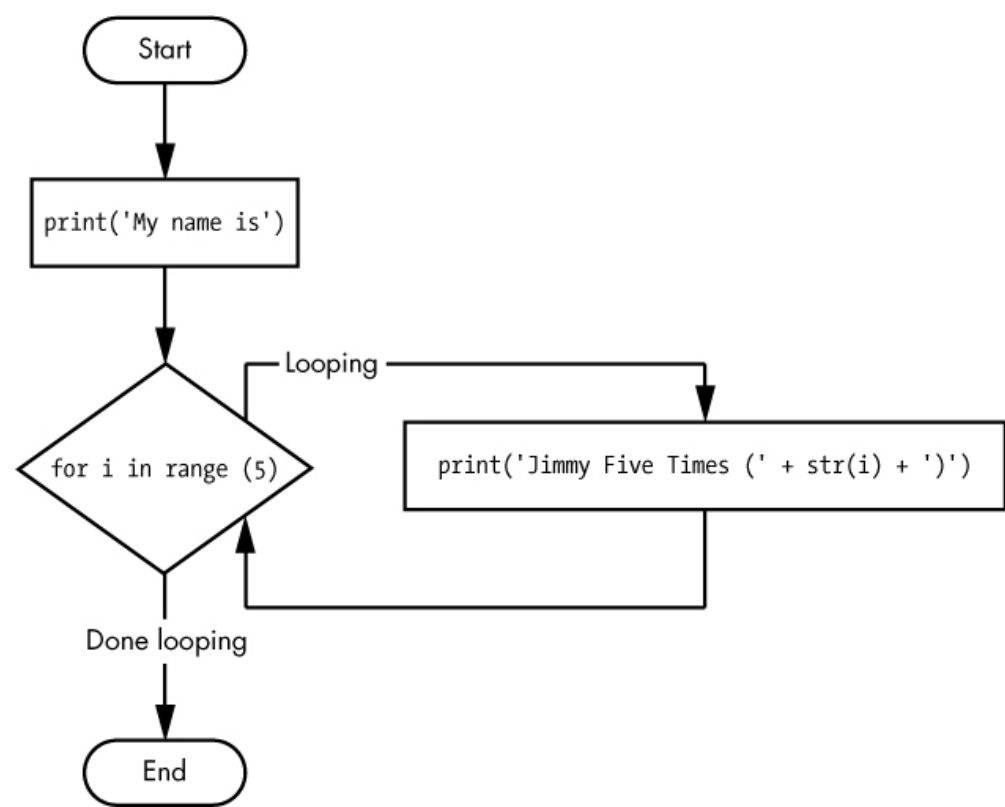 Start
print('My name is')
Looping
for i in range (5)
print('Jimmy Five Times (' + str(i) + ')')
Done looping
End